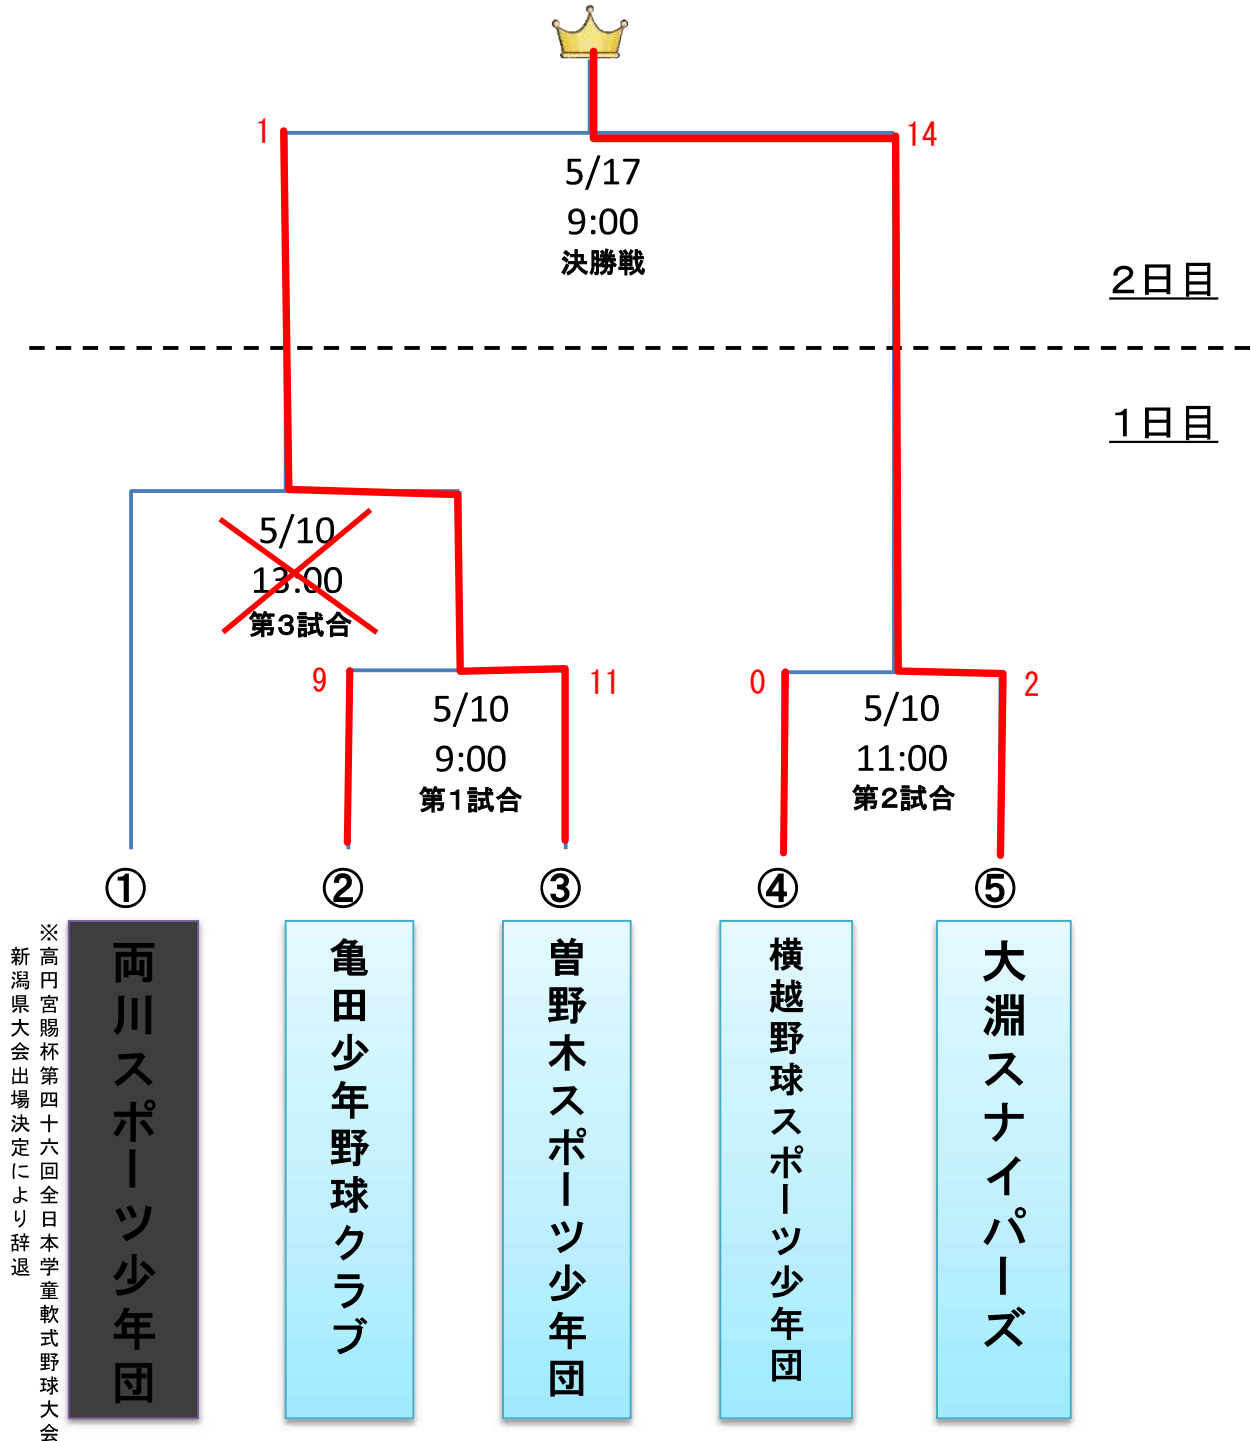 1
14
5/17
9:00
決勝戦
2日目
1日目
5/10
13:00
第3試合
9
11
5/10
9:00
第1試合
0
2
5/10
11:00
第2試合
①
②
③
④
⑤
※高円宮賜杯第四十六回全日本学童軟式野球大会
新潟県大会出場決定により辞退
両川スポーツ少年団
亀田少年野球クラブ
曽野木スポーツ少年団
横越野球スポーツ少年団
大淵スナイパーズ